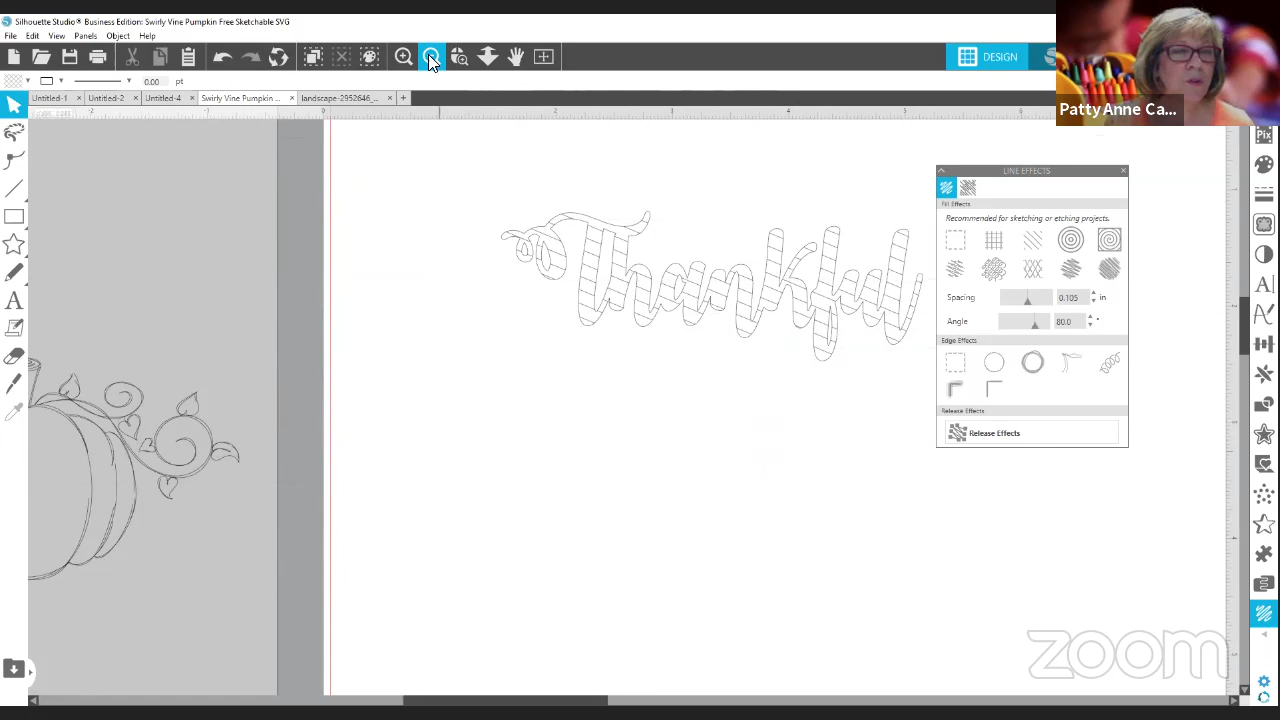 Silhouette Studio® Business Edition: Swirly Vine Pumpkin Free Sketchable SVG
File Edit View Panels Object Help
DESIGN
0.00 pt
Untitled-1 Untitled-2 Untitled-4 Swirly Vine Pumpkin ... landscape-2952646_...
Patty Anne Ca...
Pix
Thankful
LINE EFFECTS
Fill Effects
Recommended for sketching or etching projects.
Spacing 0.105 in
Angle 80.0 °
Edge Effects
Release Effects
Release Effects
zoom